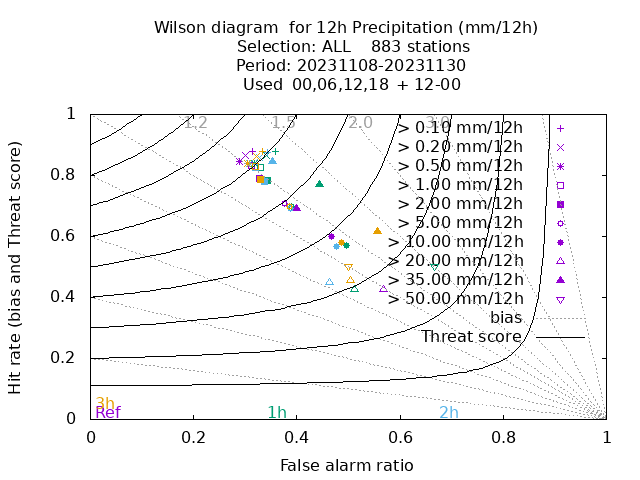 Wilson diagram  for 12h Precipitation (mm/12h)
Selection: ALL    883 stations
Period: 20231108-20231130
Used  00,06,12,18  + 12-00
Hit rate (bias and Threat score)
1
0.8
0.6
0.4
0.2
0
1.2
1.5
2.0
3.0
> 0.10 mm/12h
> 0.20 mm/12h
> 0.50 mm/12h
> 1.00 mm/12h
> 2.00 mm/12h
> 5.00 mm/12h
> 10.00 mm/12h
> 20.00 mm/12h
> 35.00 mm/12h
> 50.00 mm/12h
bias
Threat score
3h
Ref
1h
2h
0 0.2 0.4 0.6 0.8 1
False alarm ratio